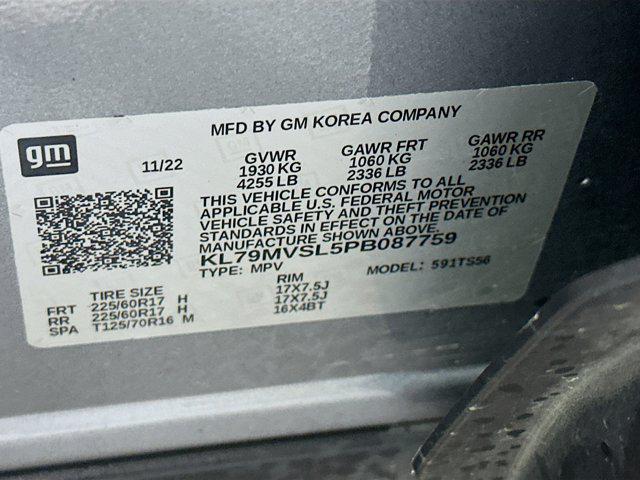 MFD BY GM KOREA COMPANY
gm
11/22
GVWR
1930 KG
4255 LB
GAWR FRT
1060 KG
2336 LB
GAWR RR
1060 KG
2336 LB
THIS VEHICLE CONFORMS TO ALL
APPLICABLE U.S. FEDERAL MOTOR
VEHICLE SAFETY AND THEFT PREVENTION
STANDARDS IN EFFECT ON THE DATE OF
MANUFACTURE SHOWN ABOVE.
KL79MVSL5PB087759
TYPE: MPV
MODEL: 591TS56
TIRE SIZE RIM
FRT 225/60R17 H 17X7.5J
RR 225/60R17 H 17X7.5J
SPA T125/70R16 M 16X4BT